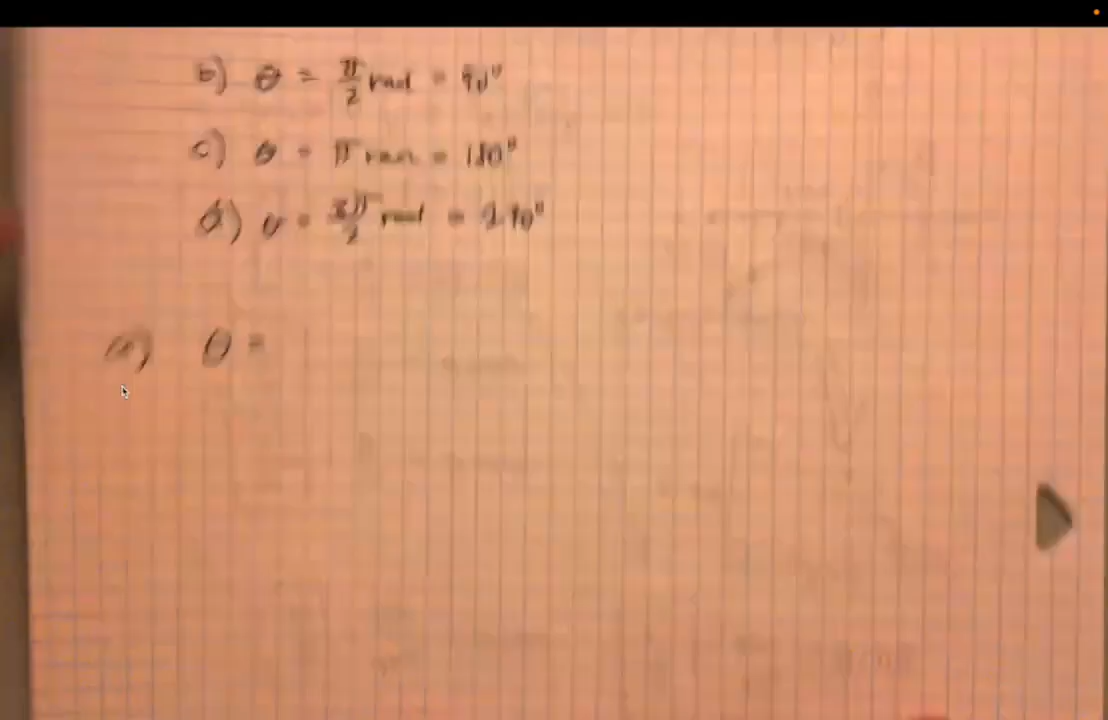 b) θ = π/2 rad = 90°
c) θ = π rad = 180°
d) θ = 3π/2 rad = 270°
a) θ =